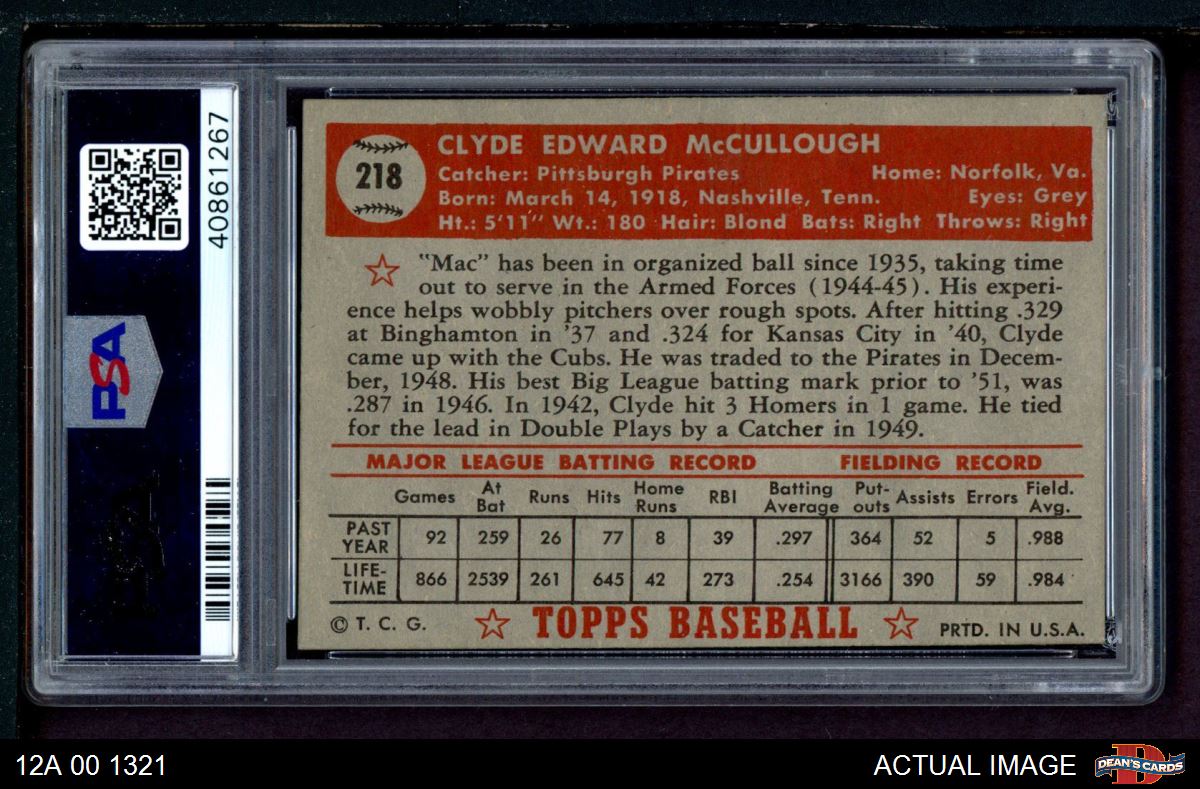 40861267
PSA
218
CLYDE EDWARD McCULLOUGH
Catcher: Pittsburgh Pirates Home: Norfolk, Va.
Born: March 14, 1918, Nashville, Tenn. Eyes: Grey
Ht.: 5'11" Wt.: 180 Hair: Blond Bats: Right Throws: Right
"Mac" has been in organized ball since 1935, taking time
out to serve in the Armed Forces (1944-45). His experi-
ence helps wobbly pitchers over rough spots. After hitting .329
at Binghamton in '37 and .324 for Kansas City in '40, Clyde
came up with the Cubs. He was traded to the Pirates in Decem-
ber, 1948. His best Big League batting mark prior to '51, was
.287 in 1946. In 1942, Clyde hit 3 Homers in 1 game. He tied
for the lead in Double Plays by a Catcher in 1949.
MAJOR LEAGUE BATTING RECORD FIELDING RECORD
Games At Bat Runs Hits Home Runs RBI Batting Average Put-outs Assists Errors Field. Avg.
PAST YEAR 92 259 26 77 8 39 .297 364 52 5 .988
LIFE-TIME 866 2539 261 645 42 273 .254 3166 390 59 .984
© T. C. G. TOPPS BASEBALL PRTD. IN U.S.A.
12A 00 1321 ACTUAL IMAGE DEAN'S CARDS